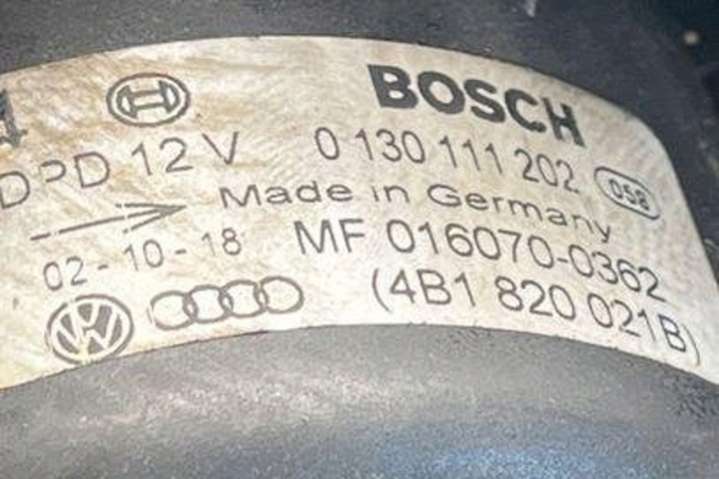 BOSCH
DPD 12 V 0 130 111 202 058
Made in Germany
02-10-18 MF 016070-0362
(4B1 820 021B)